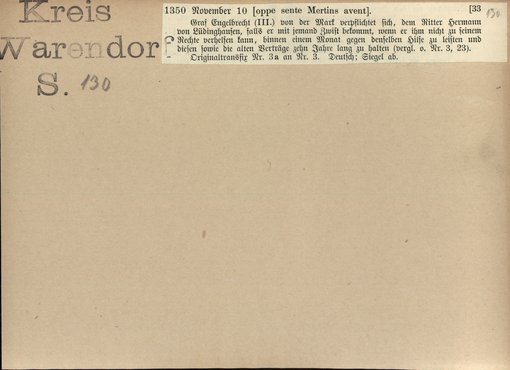 Kreis
Warendorf
S. 130
1350 November 10 [oppe sente Mertins avent]. [33
130
Graf Engelbrecht (III.) von der Mark verpflichtet sich, dem Ritter Hermann
von Lüdinghausen, falls er mit jemand Zwist bekommt, wenn er ihm nicht zu seinem
Rechte verhelfen kann, binnen einem Monat gegen denselben Hilfe zu leisten und
diesen sowie die alten Verträge zehn Jahre lang zu halten (vergl. o. Nr. 3, 23).
Originaltransfix Nr. 3a an Nr. 3. Deutsch; Siegel ab.